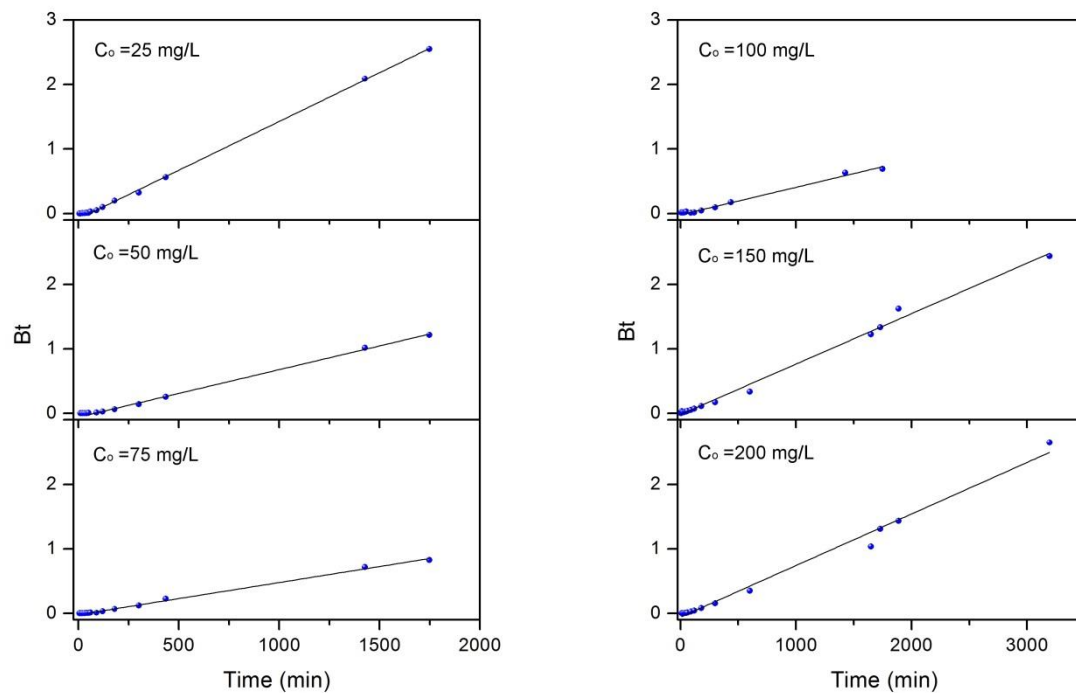 3
Cₒ =25 mg/L
2
1
0
Cₒ =50 mg/L
2
1
0
Cₒ =75 mg/L
2
1
0
0 500 1000 1500 2000
Time (min)
Bt
3
Cₒ =100 mg/L
2
1
0
Cₒ =150 mg/L
2
1
0
Cₒ =200 mg/L
2
1
0
0 1000 2000 3000
Time (min)
Bt